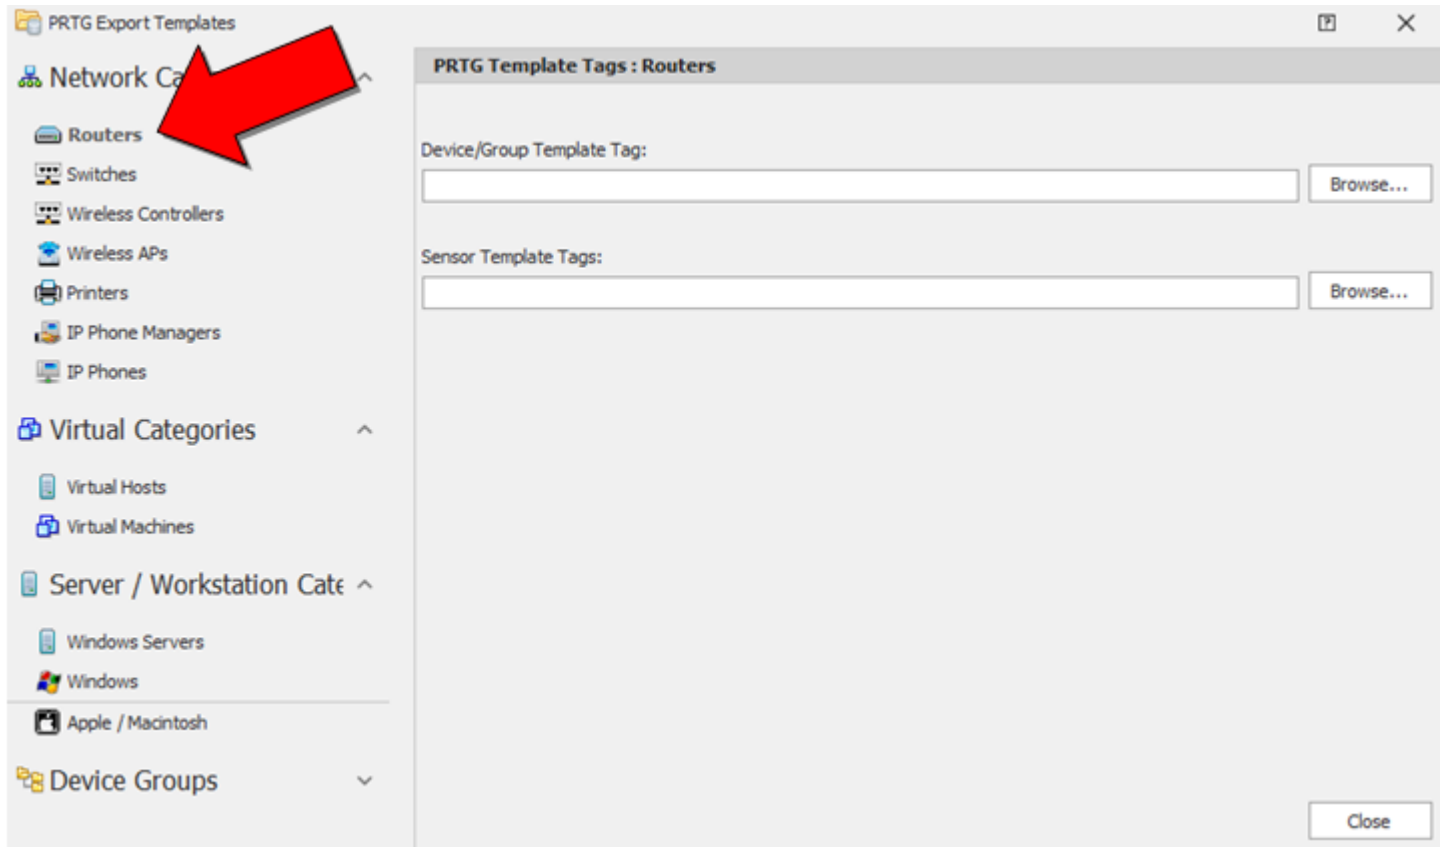 PRTG Export Templates
Network Ca
Routers
Switches
Wireless Controllers
Wireless APs
Printers
IP Phone Managers
IP Phones
Virtual Categories
Virtual Hosts
Virtual Machines
Server / Workstation Cate
Windows Servers
Windows
Apple / Macintosh
Device Groups
PRTG Template Tags : Routers
Device/Group Template Tag:
Browse...
Sensor Template Tags:
Browse...
Close